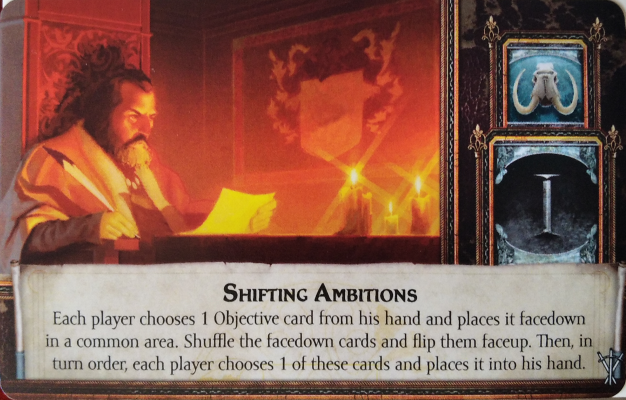 I
Shifting Ambitions
Each player chooses 1 Objective card from his hand and places it facedown
in a common area. Shuffle the facedown cards and flip them faceup. Then, in
turn order, each player chooses 1 of these cards and places it into his hand.